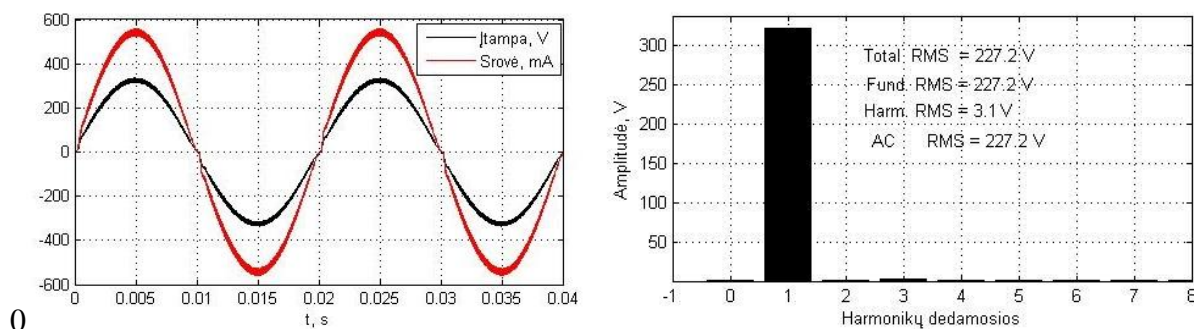 600
400
200
0
-200
-400
-600
Įtampa, V
Srovė, mA
0 0.005 0.01 0.015 0.02 0.025 0.03 0.035 0.04
t, s
0
300
250
200
150
100
50
Amplitudė, V
Total RMS = 227.2 V
Fund. RMS = 227.2 V
Harm. RMS = 3.1 V
AC RMS = 227.2 V
-1 0 1 2 3 4 5 6 7 8
Harmonikų dedamosios